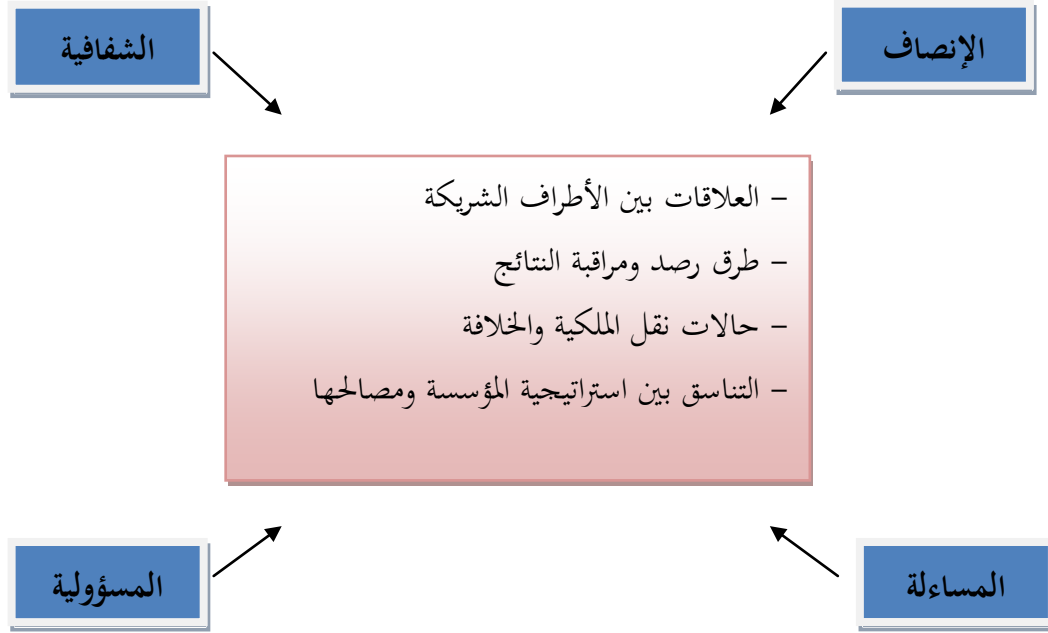 الإنصاف
الشفافية
– العلاقات بين الأطراف الشريكة
– طرق رصد ومراقبة النتائج
– حالات نقل الملكية والخلافة
– التناسق بين استراتيجية المؤسسة ومصالحها
المساءلة
المسؤولية